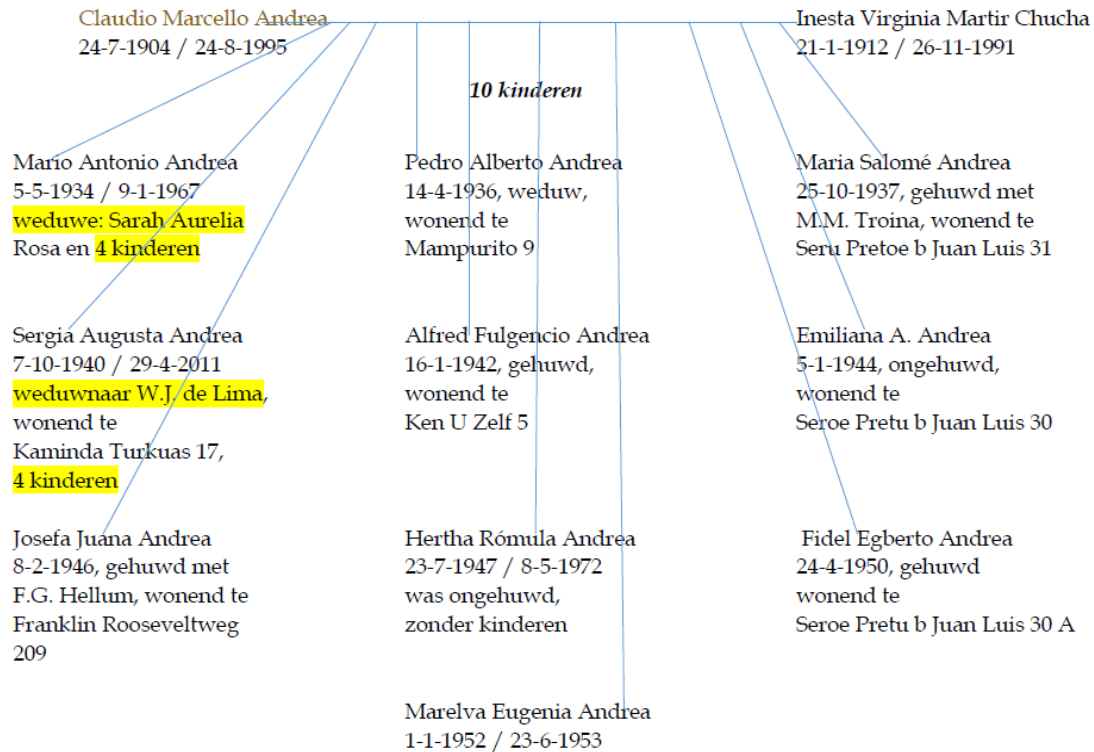 Claudio Marcello Andrea
24-7-1904 / 24-8-1995
Inesta Virginia Martir Chucha
21-1-1912 / 26-11-1991
10 kinderen
Mario Antonio Andrea
5-5-1934 / 9-1-1967
weduwe: Sarah Aurelia
Rosa en 4 kinderen
Pedro Alberto Andrea
14-4-1936, weduw,
wonend te
Mampurito 9
Maria Salomé Andrea
25-10-1937, gehuwd met
M.M. Troina, wonend te
Seru Pretoe b Juan Luis 31
Sergia Augusta Andrea
7-10-1940 / 29-4-2011
weduwnaar W.J. de Lima,
wonend te
Kaminda Turkuas 17,
4 kinderen
Alfred Fulgencio Andrea
16-1-1942, gehuwd,
wonend te
Ken U Zelf 5
Emiliana A. Andrea
5-1-1944, ongehuwd,
wonend te
Seroe Pretu b Juan Luis 30
Josefa Juana Andrea
8-2-1946, gehuwd met
F.G. Hellum, wonend te
Franklin Rooseveltweg
209
Hertha Rómula Andrea
23-7-1947 / 8-5-1972
was ongehuwd,
zonder kinderen
Fidel Egberto Andrea
24-4-1950, gehuwd
wonend te
Seroe Pretu b Juan Luis 30 A
Marelva Eugenia Andrea
1-1-1952 / 23-6-1953